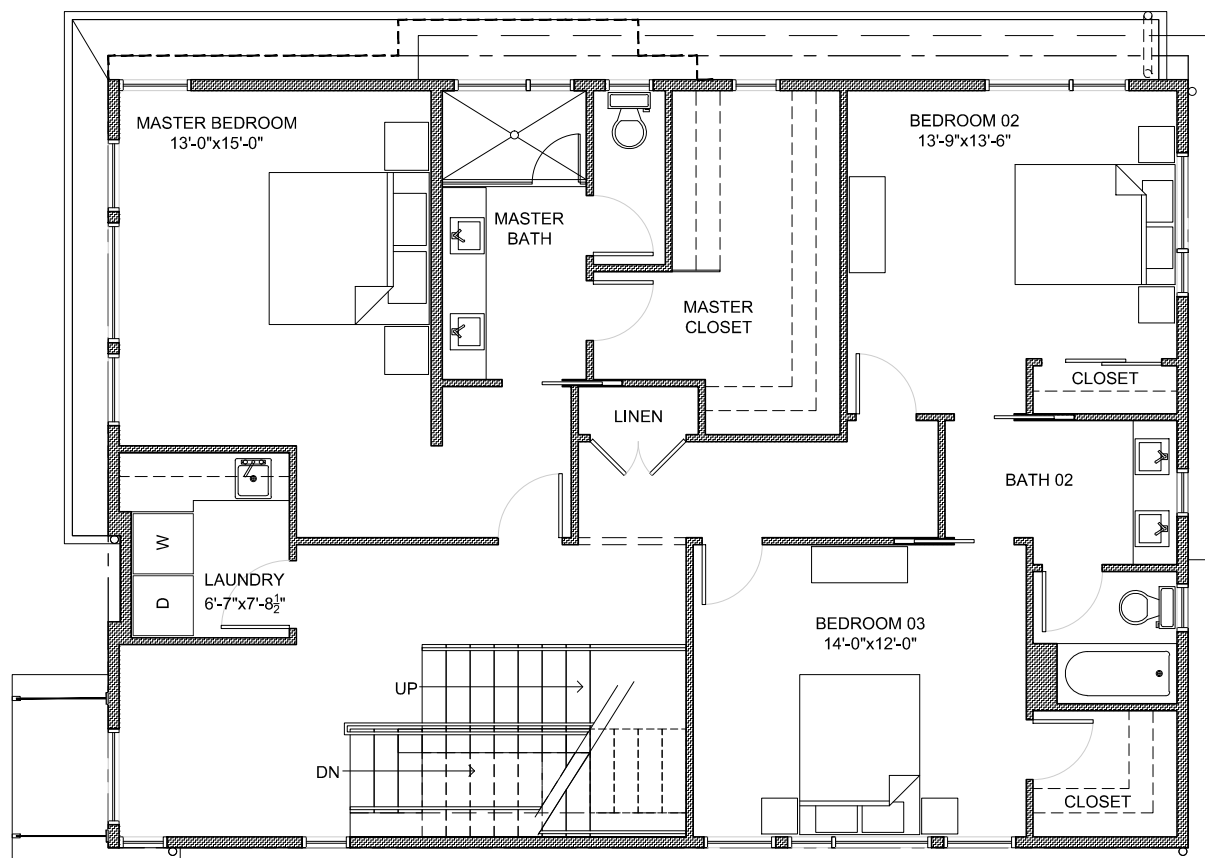 MASTER BEDROOM
13'-0"x15'-0"
BEDROOM 02
13'-9"x13'-6"
MASTER
BATH
MASTER
CLOSET
CLOSET
LINEN
BATH 02
W
LAUNDRY
6'-7"x7'-8½"
D
BEDROOM 03
14'-0"x12'-0"
UP
DN
CLOSET